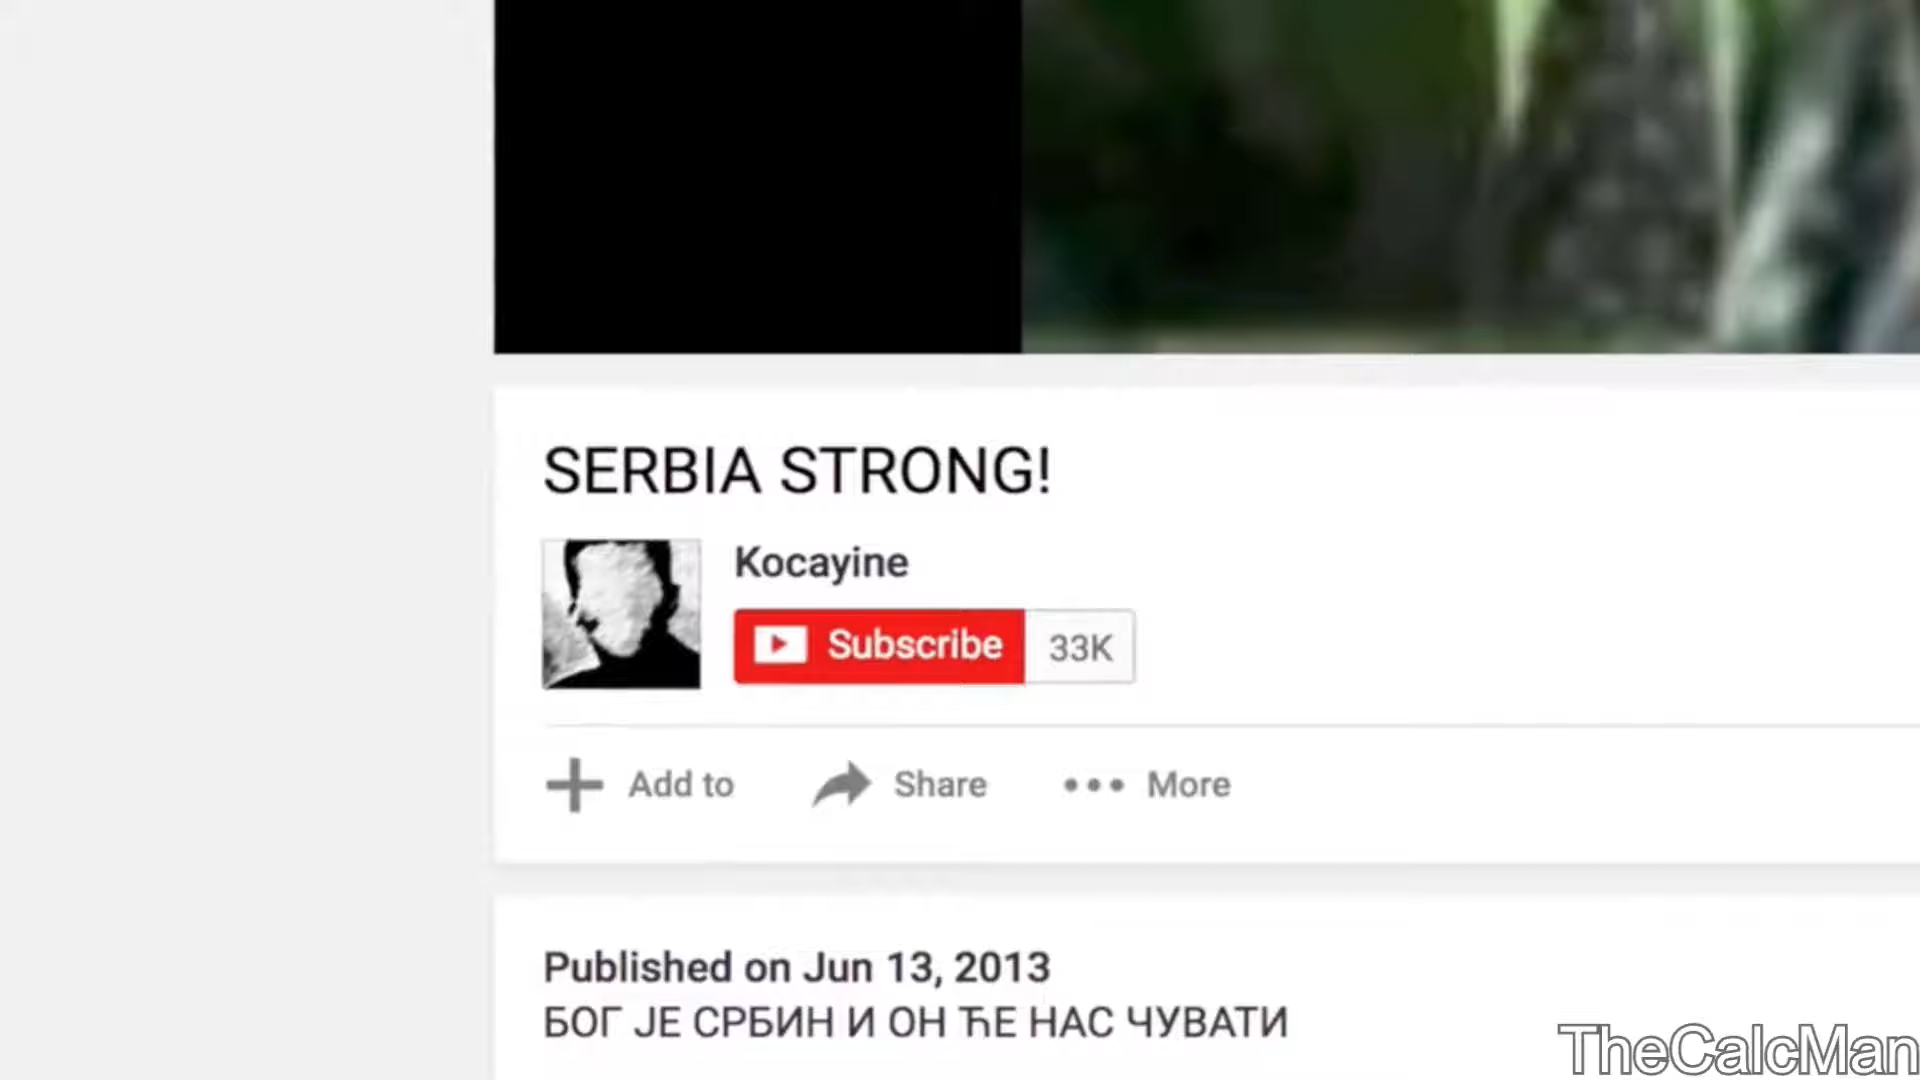 SERBIA STRONG!
Kocayine
Subscribe 33K
Add to Share More
Published on Jun 13, 2013
БОГ ЈЕ СРБИН И ОН ЋЕ НАС ЧУВАТИ
TheCalcMan